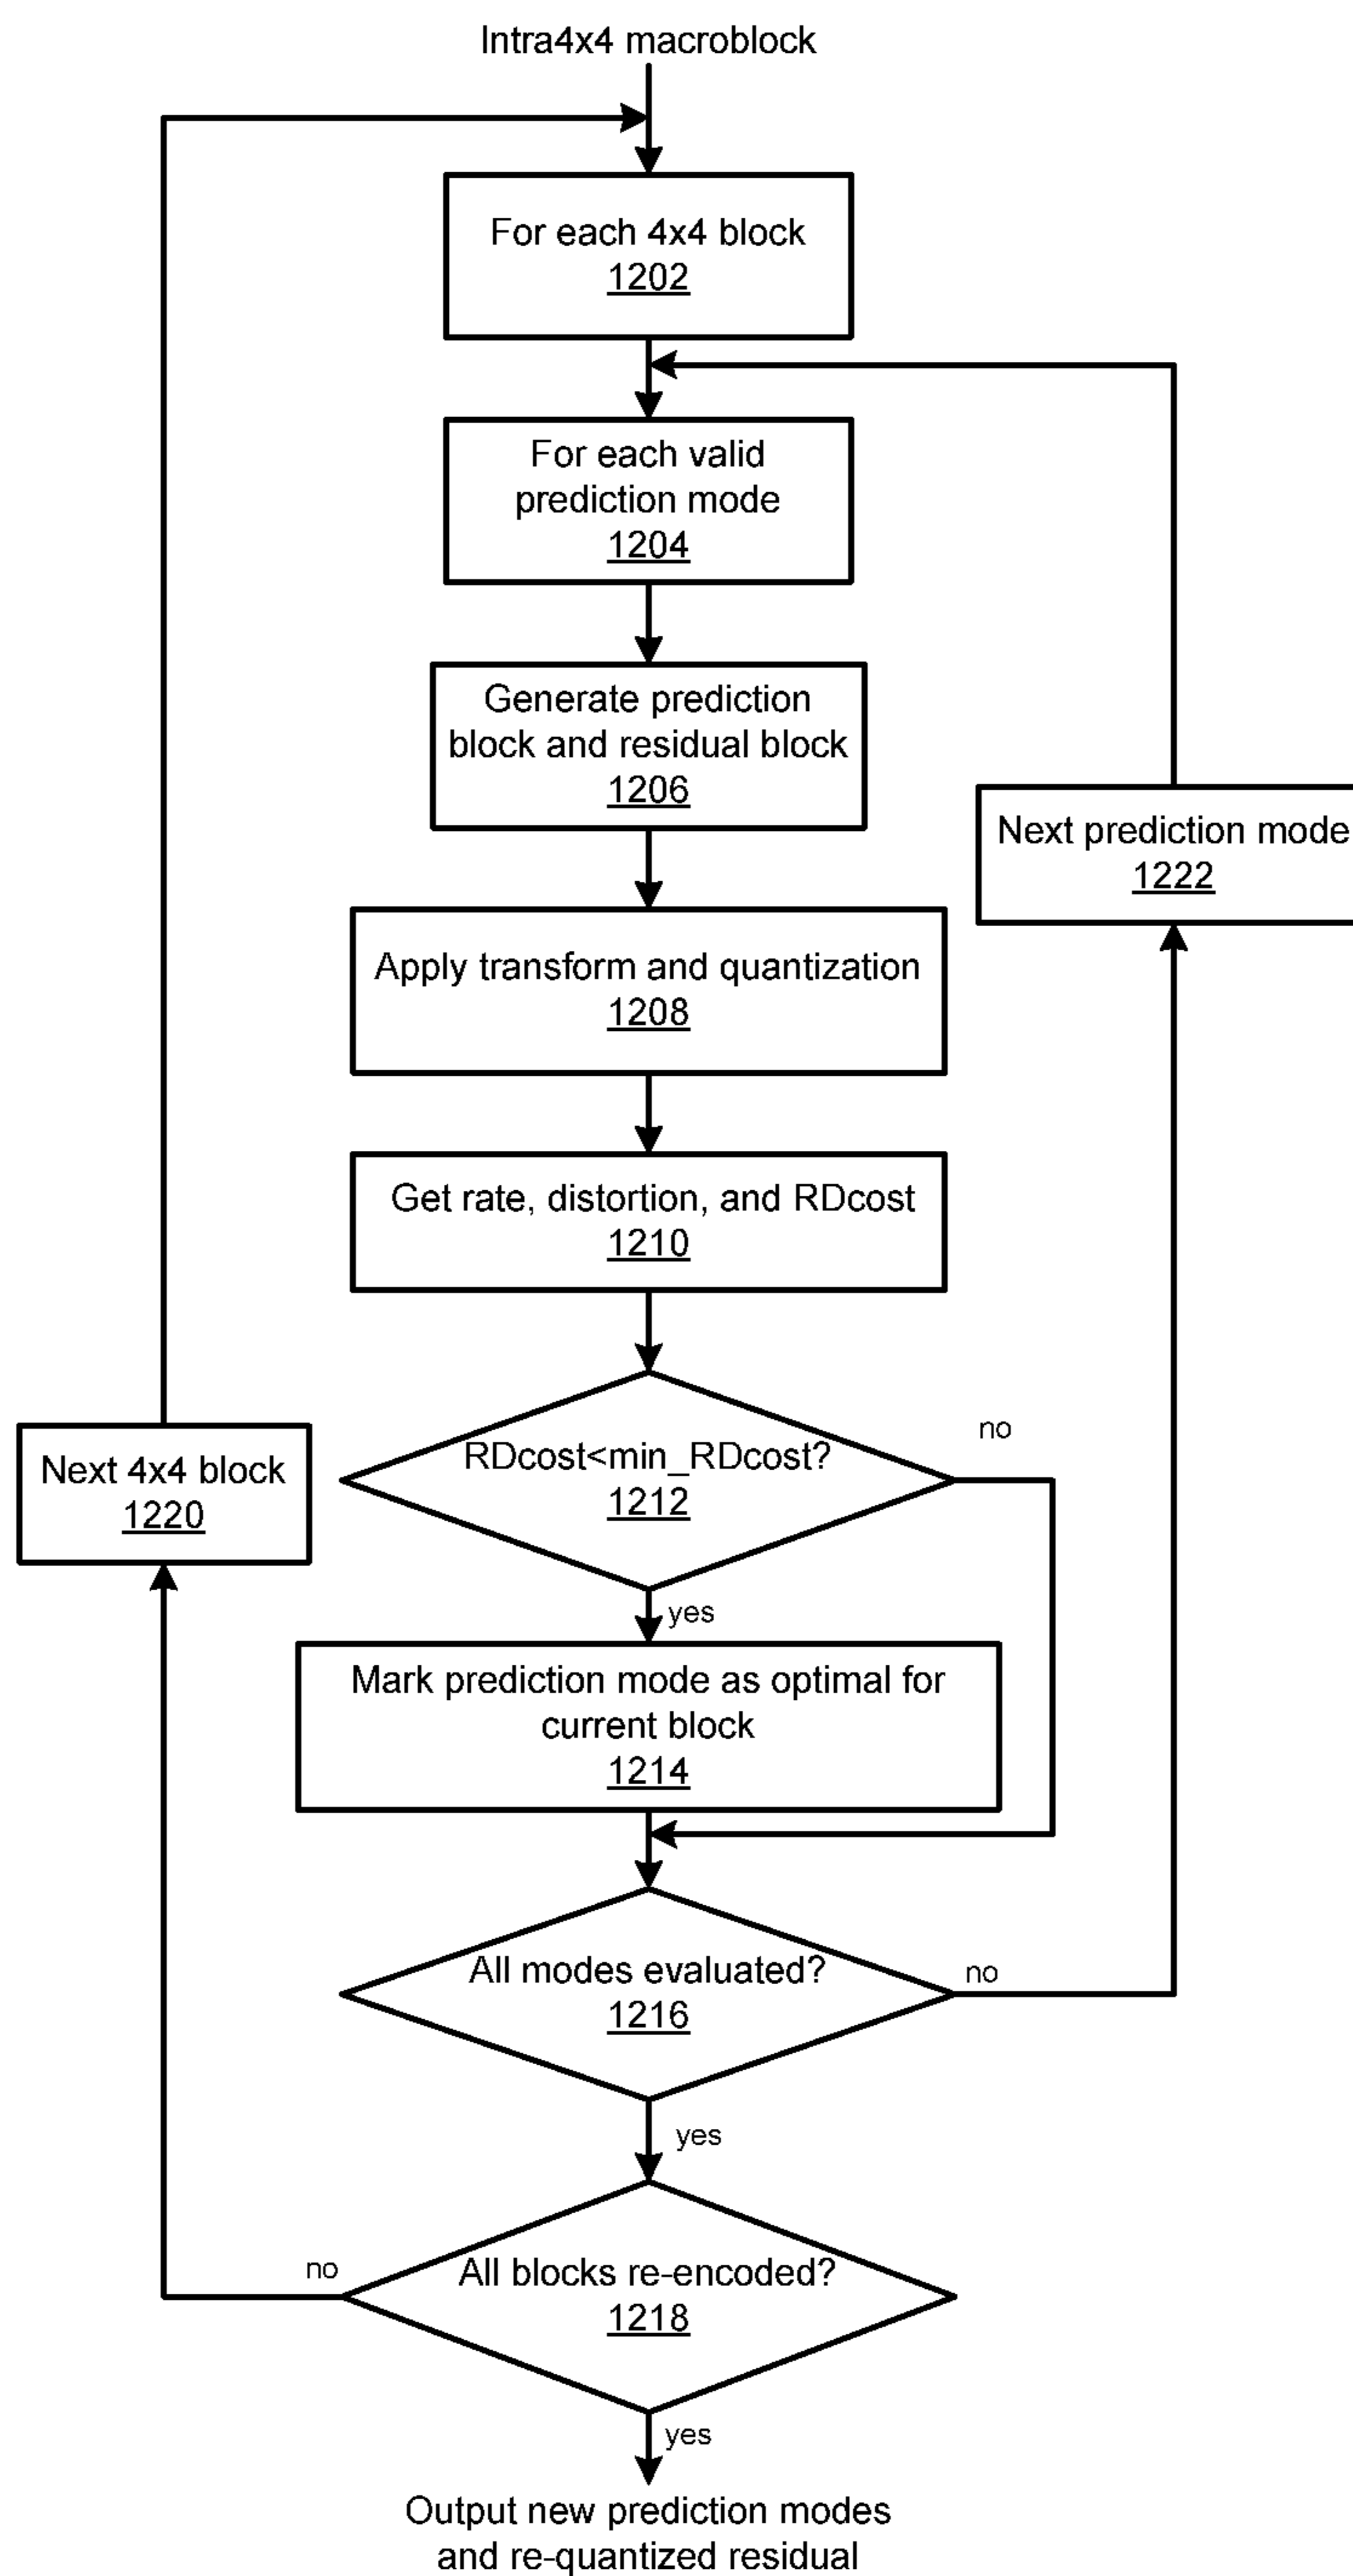 Intra4x4 macroblock
For each 4x4 block
1202
For each valid
prediction mode
1204
Generate prediction
block and residual block
1206
Next prediction mode
1222
Apply transform and quantization
1208
Get rate, distortion, and RDcost
1210
no
RDcost<min_RDcost?
1212
Next 4x4 block
1220
yes
Mark prediction mode as optimal for
current block
1214
All modes evaluated?
1216
no
yes
no
All blocks re-encoded?
1218
yes
Output new prediction modes
and re-quantized residual